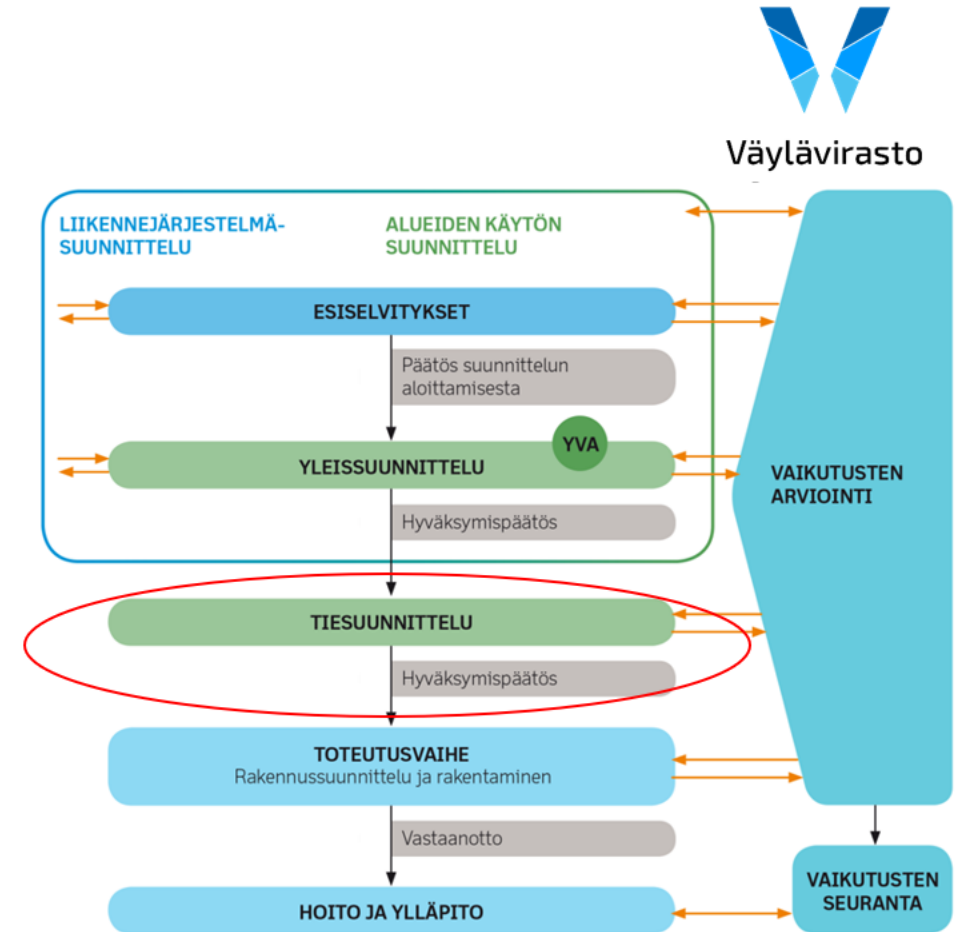 Väylävirasto
LIIKENNEJÄRJESTELMÄ-
SUUNNITTELU
ALUEIDEN KÄYTÖN
SUUNNITTELU
ESISELVITYKSET
Päätös suunnittelun
aloittamisesta
YVA
YLEISSUUNNITTELU
VAIKUTUSTEN
ARVIOINTI
Hyväksymispäätös
TIESUUNNITTELU
Hyväksymispäätös
TOTEUTUSVAIHE
Rakennussuunnittelu ja rakentaminen
Vastaanotto
VAIKUTUSTEN
SEURANTA
HOITO JA YLLÄPITO